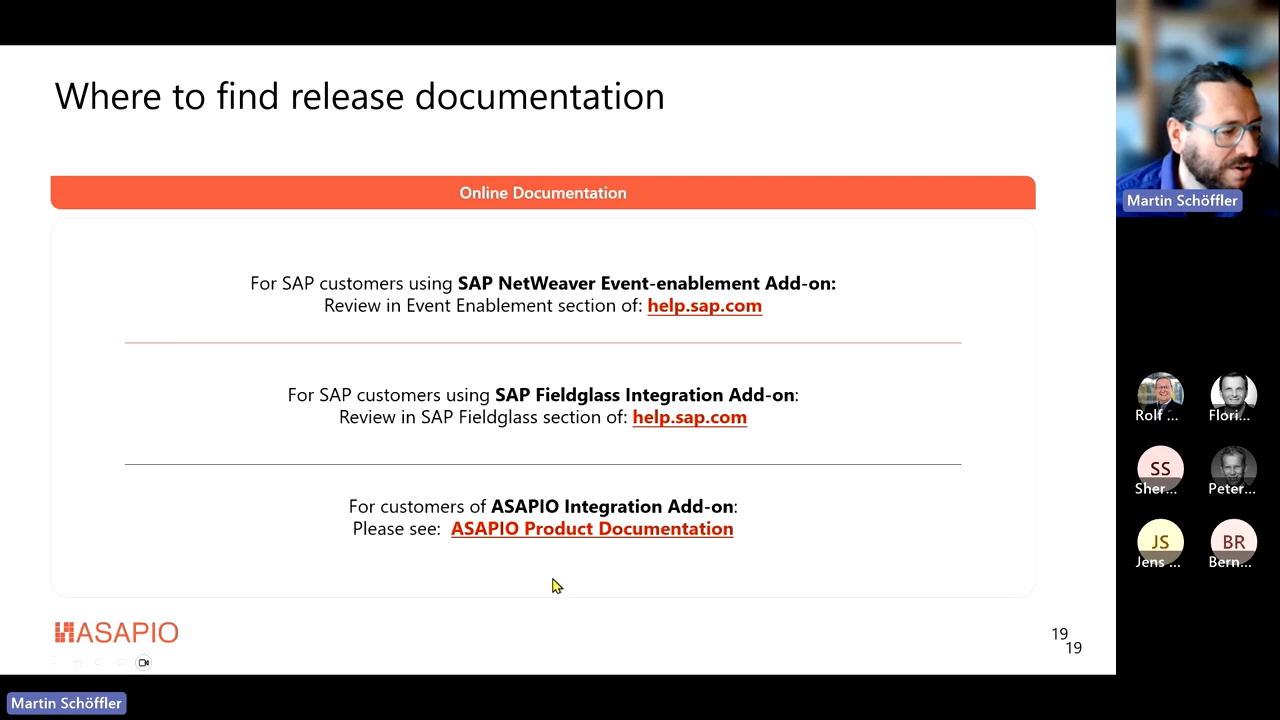 Where to find release documentation
Online Documentation
For SAP customers using SAP NetWeaver Event-enablement Add-on:
Review in Event Enablement section of: help.sap.com
For SAP customers using SAP Fieldglass Integration Add-on:
Review in SAP Fieldglass section of: help.sap.com
For customers of ASAPIO Integration Add-on:
Please see: ASAPIO Product Documentation
ASAPIO
19
19
Martin Schöffler
Martin Schöffler
Rolf ...
Flori...
SS
Sher...
Peter...
JS
Jens ...
BR
Bern...